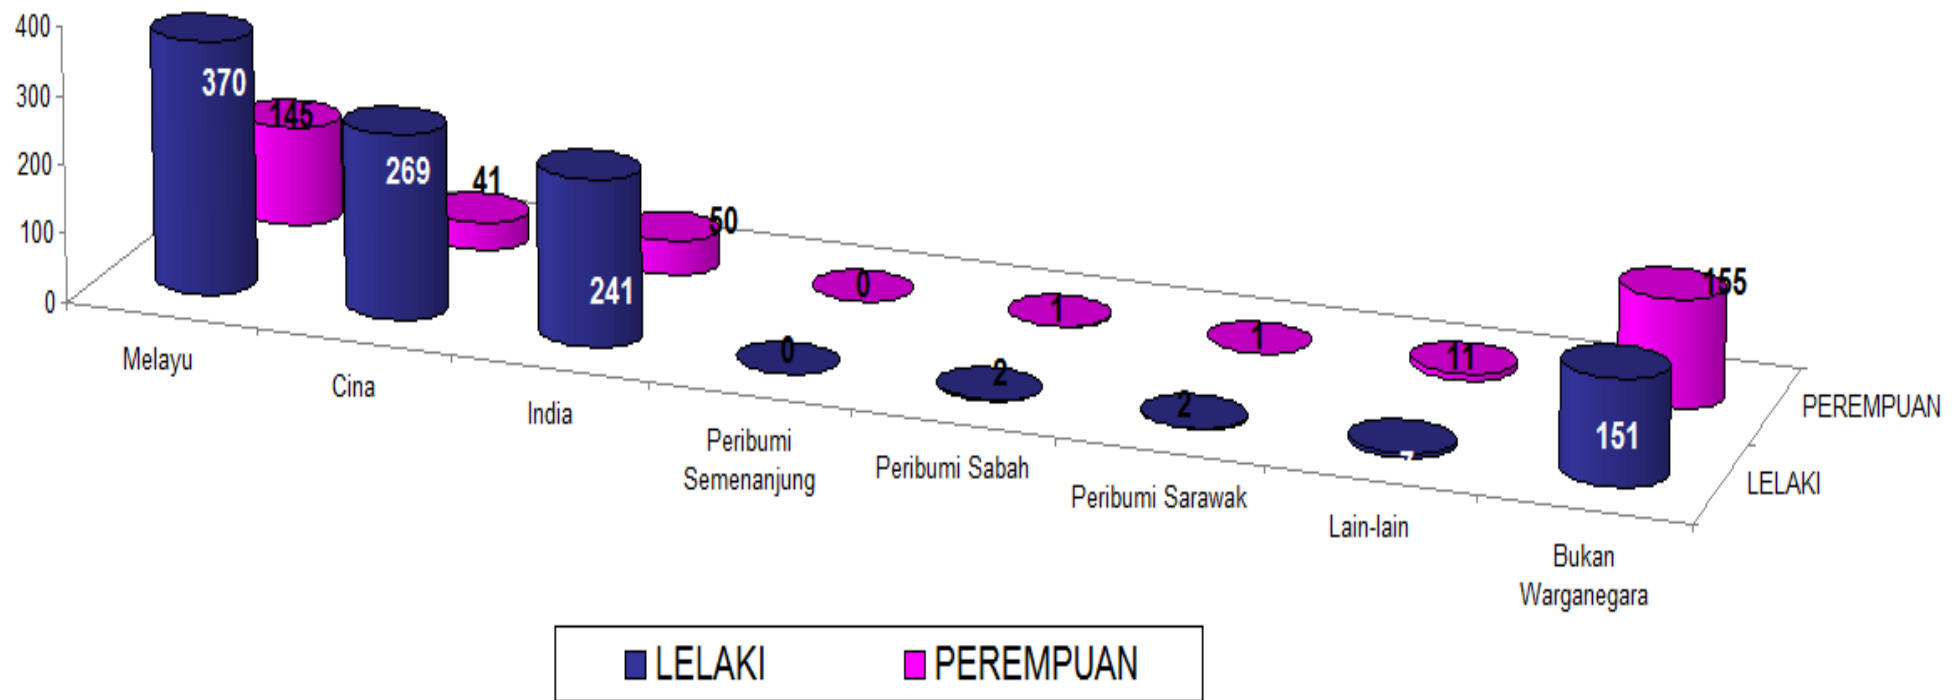 400
300
200
100
0
370
145
269
41
241
50
0
0
2
1
2
1
7
11
151
155
Melayu
Cina
India
Peribumi
Semenanjung
Peribumi Sabah
Peribumi Sarawak
Lain-lain
Bukan
Warganegara
PEREMPUAN
LELAKI
LELAKI PEREMPUAN